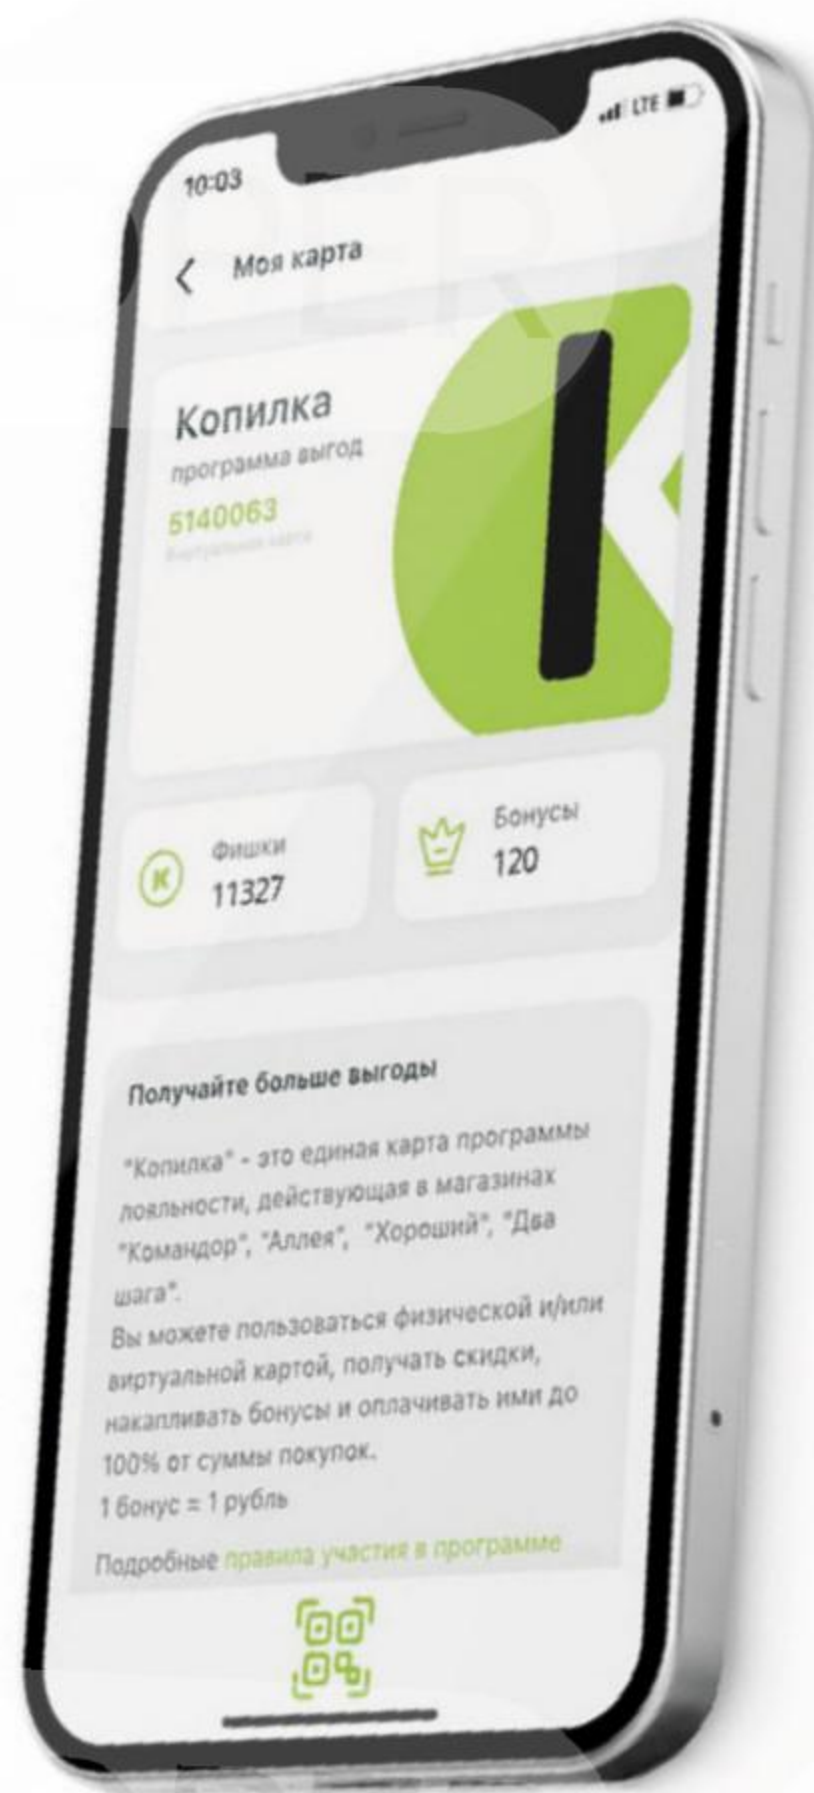 10:03
LTE
Моя карта
Копилка
программа выгод
5140063
Виртуальная карта
Фишки
11327
Бонусы
120
Получайте больше выгоды
"Копилка" - это единая карта программы
лояльности, действующая в магазинах
"Командор", "Аллея", "Хороший", "Два
шага".
Вы можете пользоваться физической и/или
виртуальной картой, получать скидки,
накапливать бонусы и оплачивать ими до
100% от суммы покупок.
1 бонус = 1 рубль
Подробные правила участия в программе